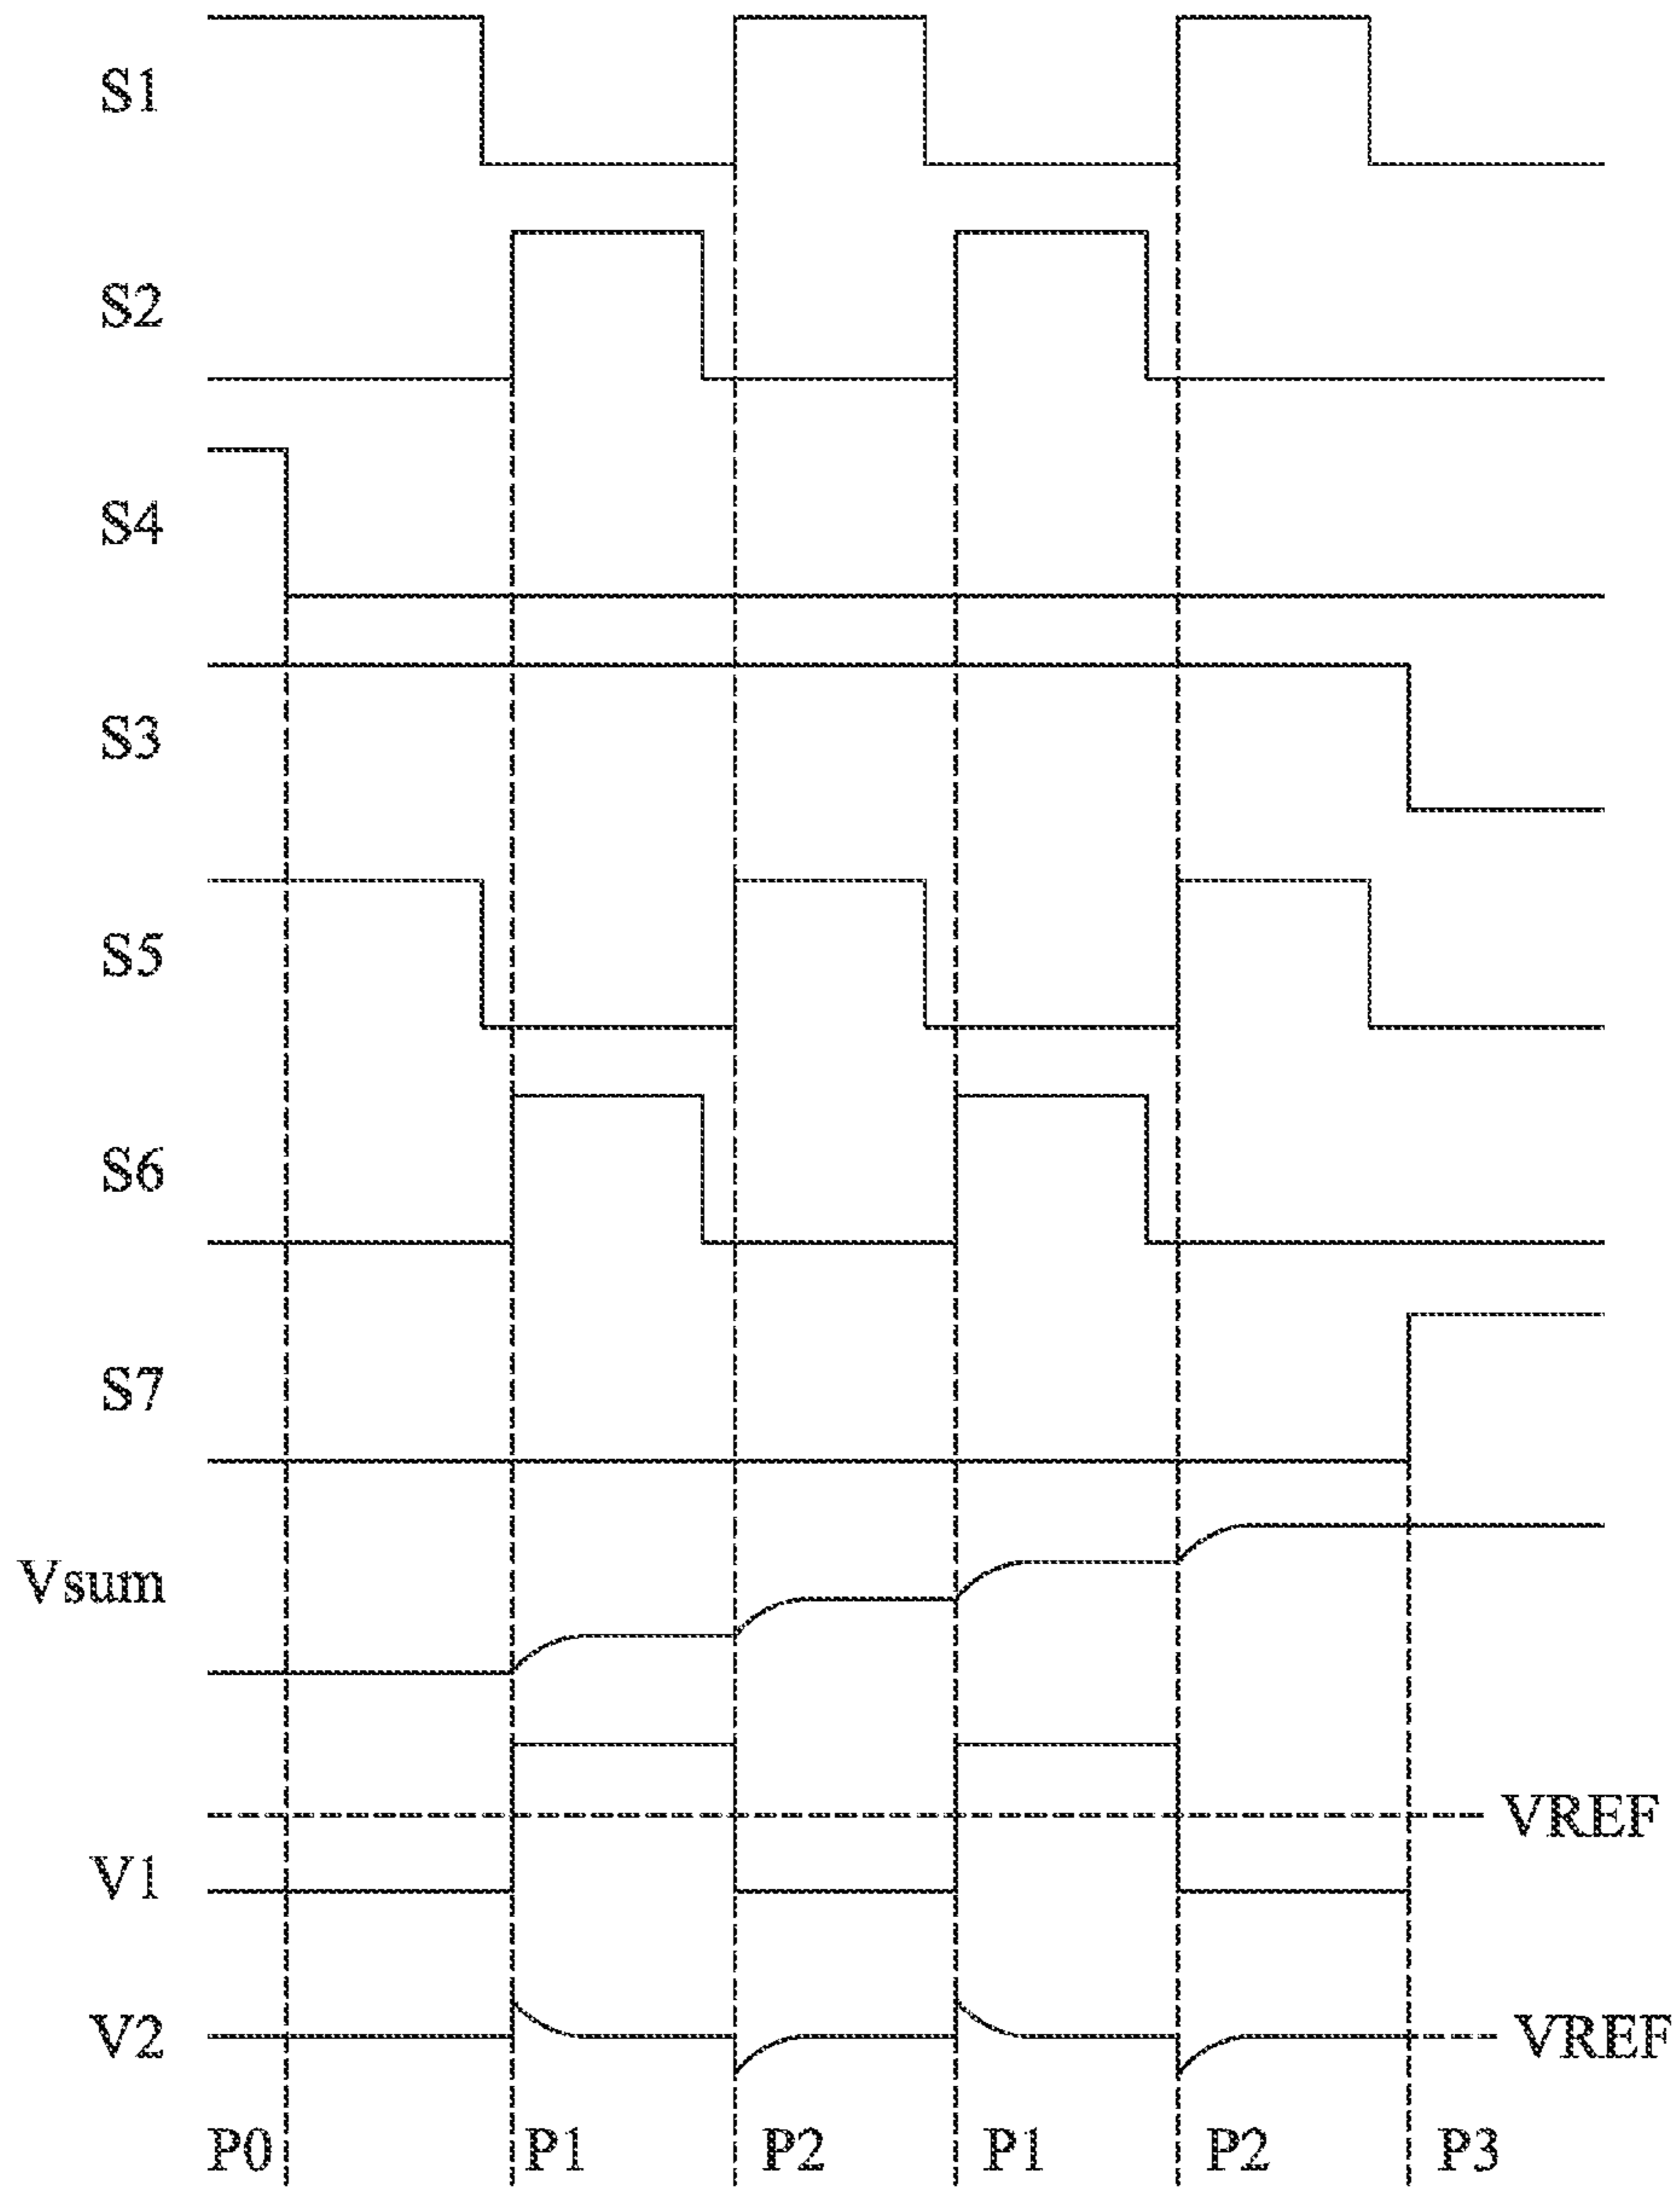 S1
S2
S4
S3
S5
S6
S7
Vsum
VREF
V1
V2 VREF
P0 P1 P2 P1 P2 P3